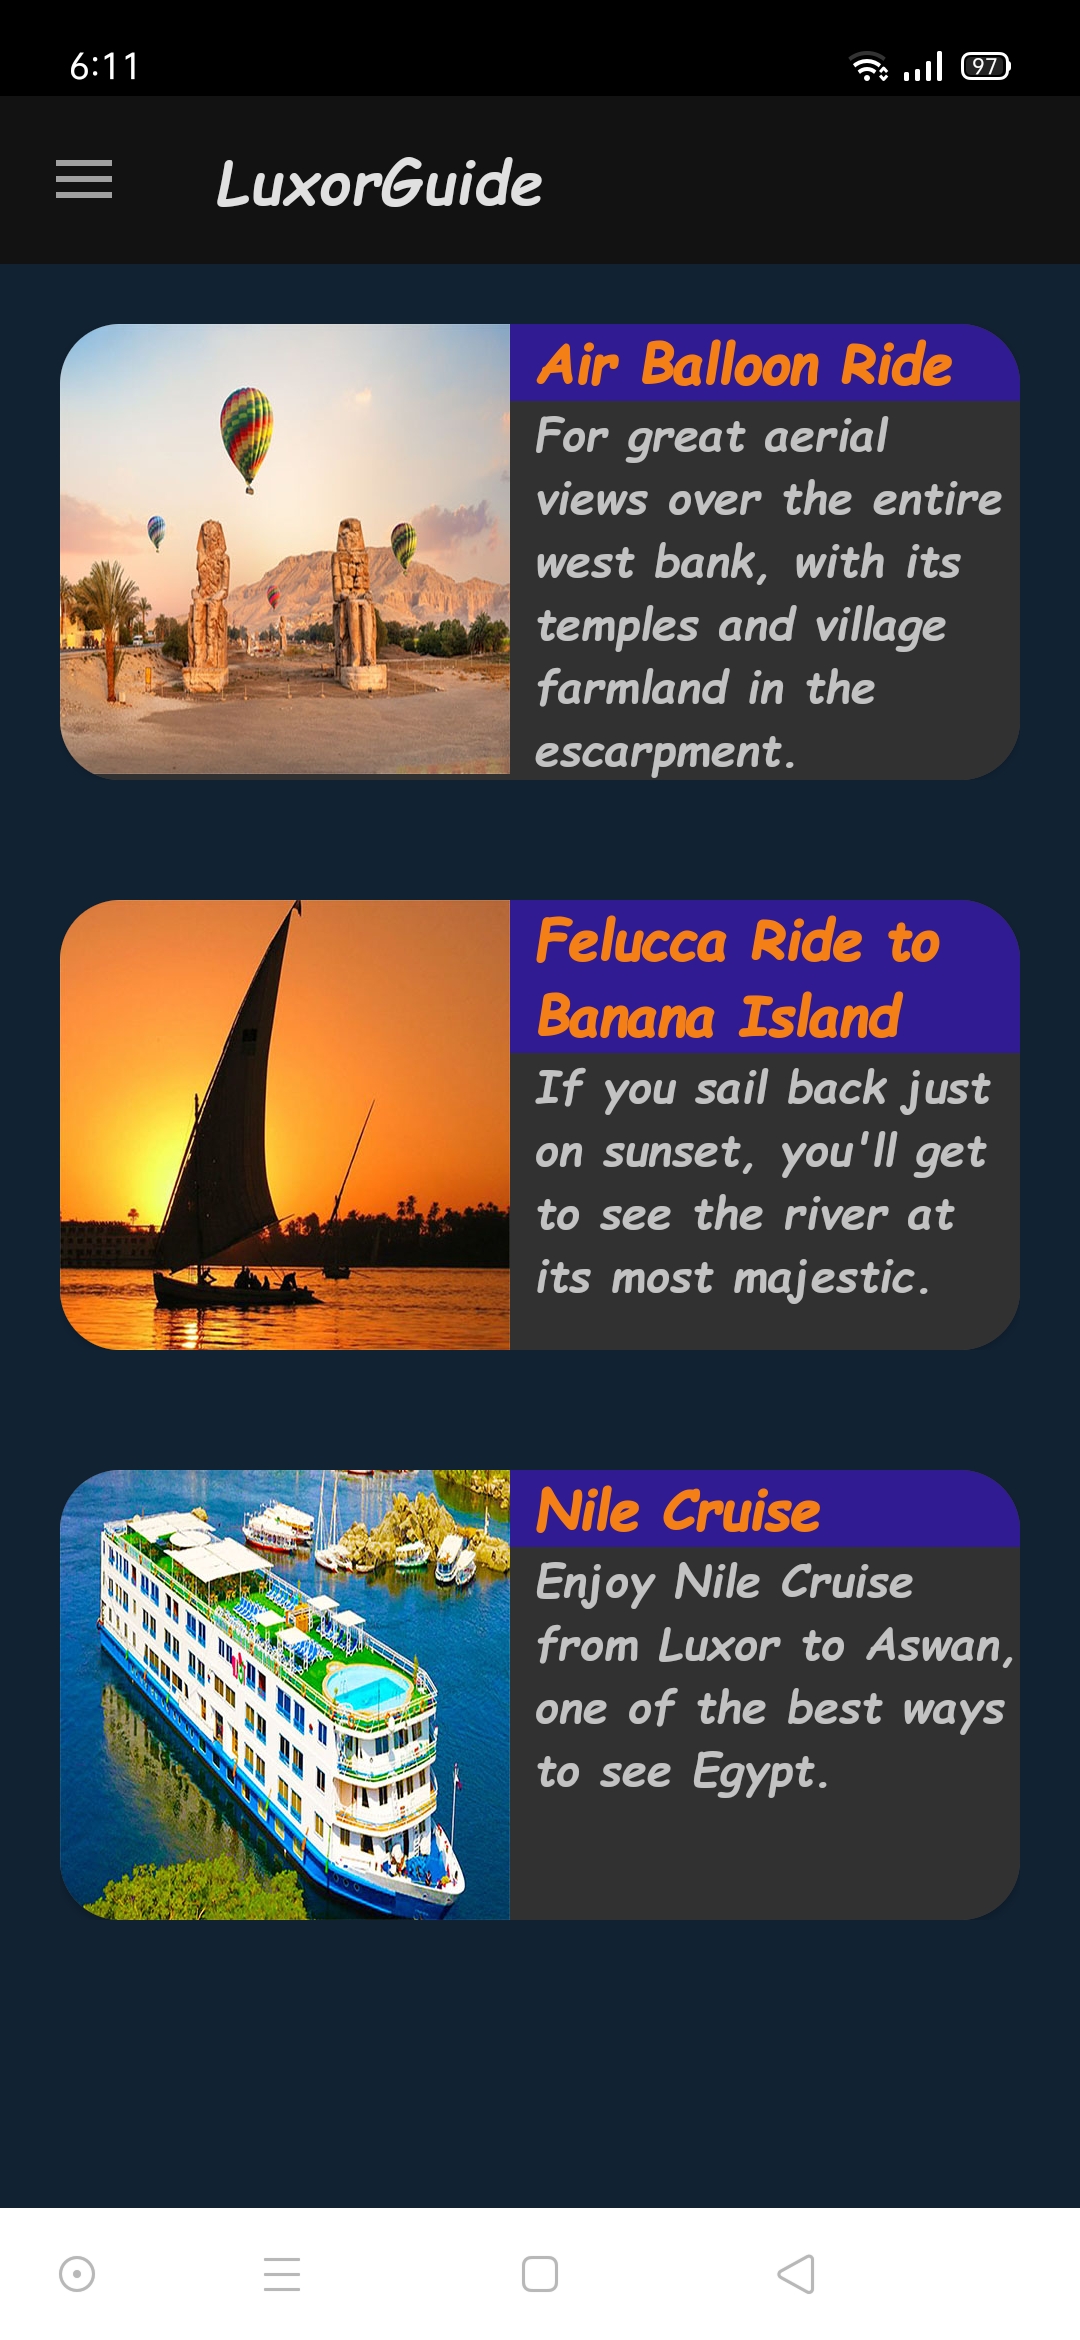 6:11
97
LuxorGuide
Air Balloon Ride
For great aerial
views over the entire
west bank, with its
temples and village
farmland in the
escarpment.
Felucca Ride to
Banana Island
If you sail back just
on sunset, you'll get
to see the river at
its most majestic.
Nile Cruise
Enjoy Nile Cruise
from Luxor to Aswan,
one of the best ways
to see Egypt.